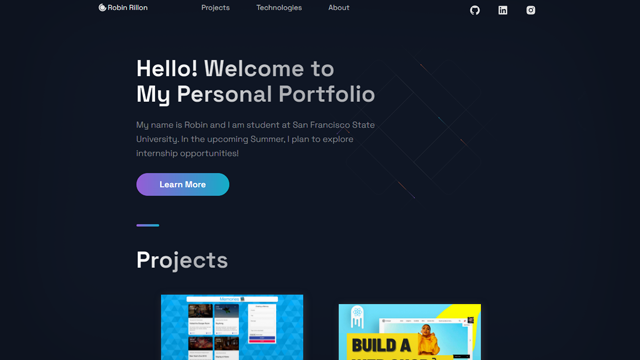 Robin Rillon
Projects
Technologies
About
Hello! Welcome to
My Personal Portfolio
My name is Robin and I am student at San Francisco State
University. In the upcoming Summer, I plan to explore
internship opportunities!
Learn More
Projects
Memories
BUILD A